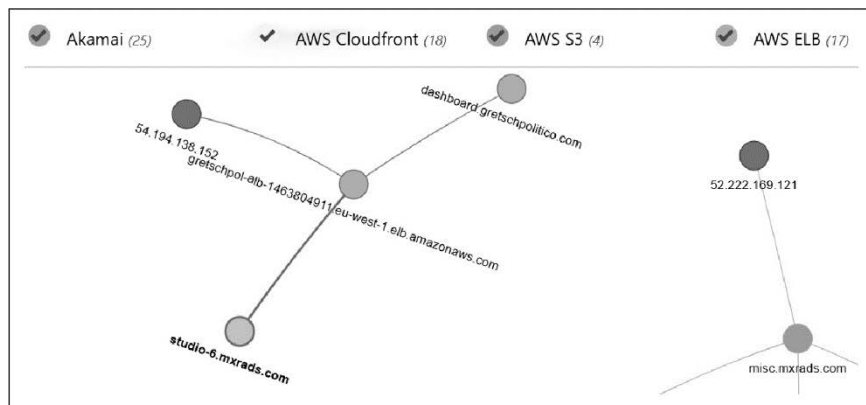 Akamai (25)
AWS Cloudfront (18)
AWS S3 (4)
AWS ELB (17)
dashboard.gretschpolitico.com
54.194.138.152
gretschpol-alb-1463804911.eu-west-1.elb.amazonaws.com
52.222.169.121
studio-6.mxrads.com
misc.mxrads.com